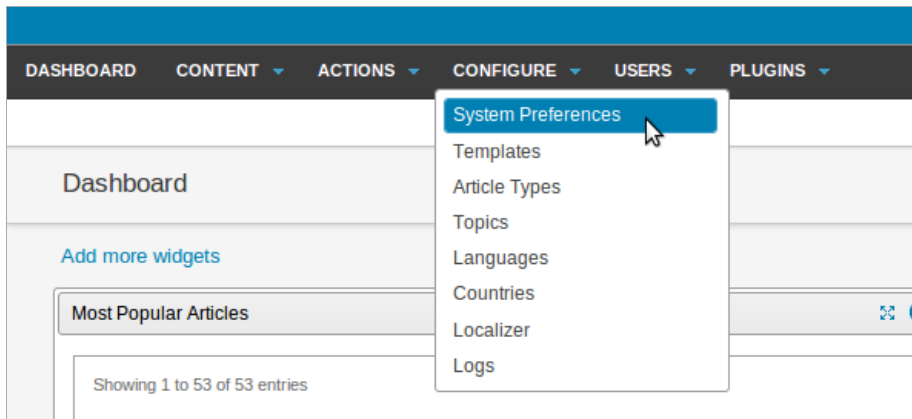 DASHBOARD CONTENT ACTIONS CONFIGURE USERS PLUGINS
System Preferences
Templates
Article Types
Topics
Languages
Countries
Localizer
Logs
Dashboard
Add more widgets
Most Popular Articles
Showing 1 to 53 of 53 entries